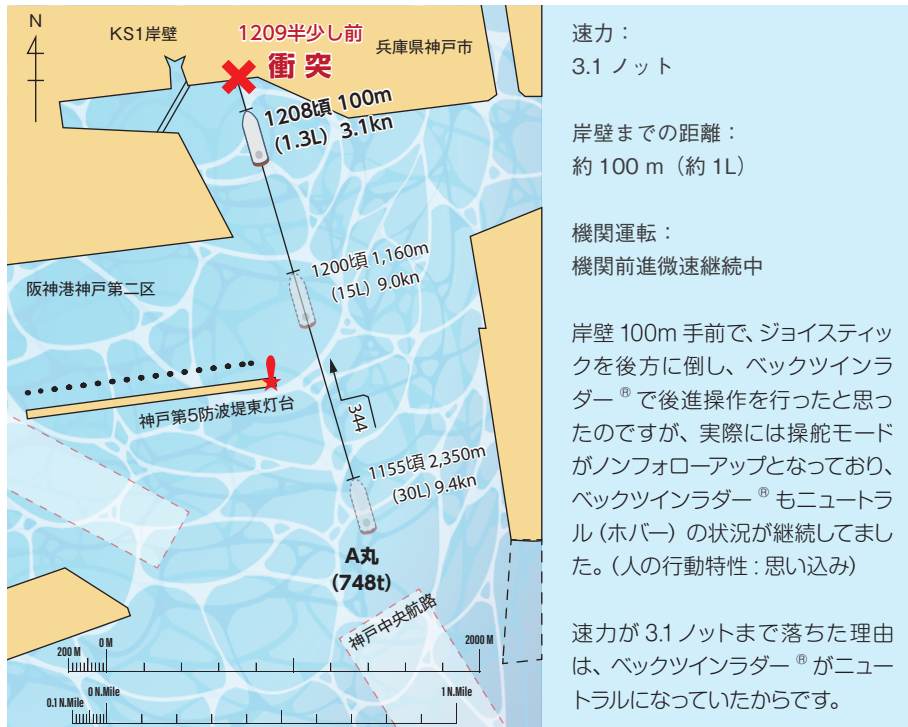 N
KS1岸壁
1209半少し前
衝突
兵庫県神戸市
1208頃 100m
(1.3L) 3.1kn
1200頃 1,160m
(15L) 9.0kn
阪神港神戸第二区
神戸第5防波堤東灯台
344
1155頃 2,350m
(30L) 9.4kn
A丸
(748t)
神戸中央航路
200 M
0 M
2000 M
0.1 N.Mile
0 N.Mile
1 N.Mile
速力：
3.1 ノット
岸壁までの距離：
約 100 m（約 1L）
機関運転：
機関前進微速継続中
岸壁 100m 手前で、ジョイスティッ
クを後方に倒し、ベックツインラ
ダー ® で後進操作を行ったと思っ
たのですが、実際には操舵モード
がノンフォローアップとなっており、
ベックツインラダー ® もニュートラ
ル（ホバー）の状況が継続してまし
た。（人の行動特性 : 思い込み）
速力が 3.1 ノットまで落ちた理由
は、ベックツインラダー ® がニュー
トラルになっていたからです。